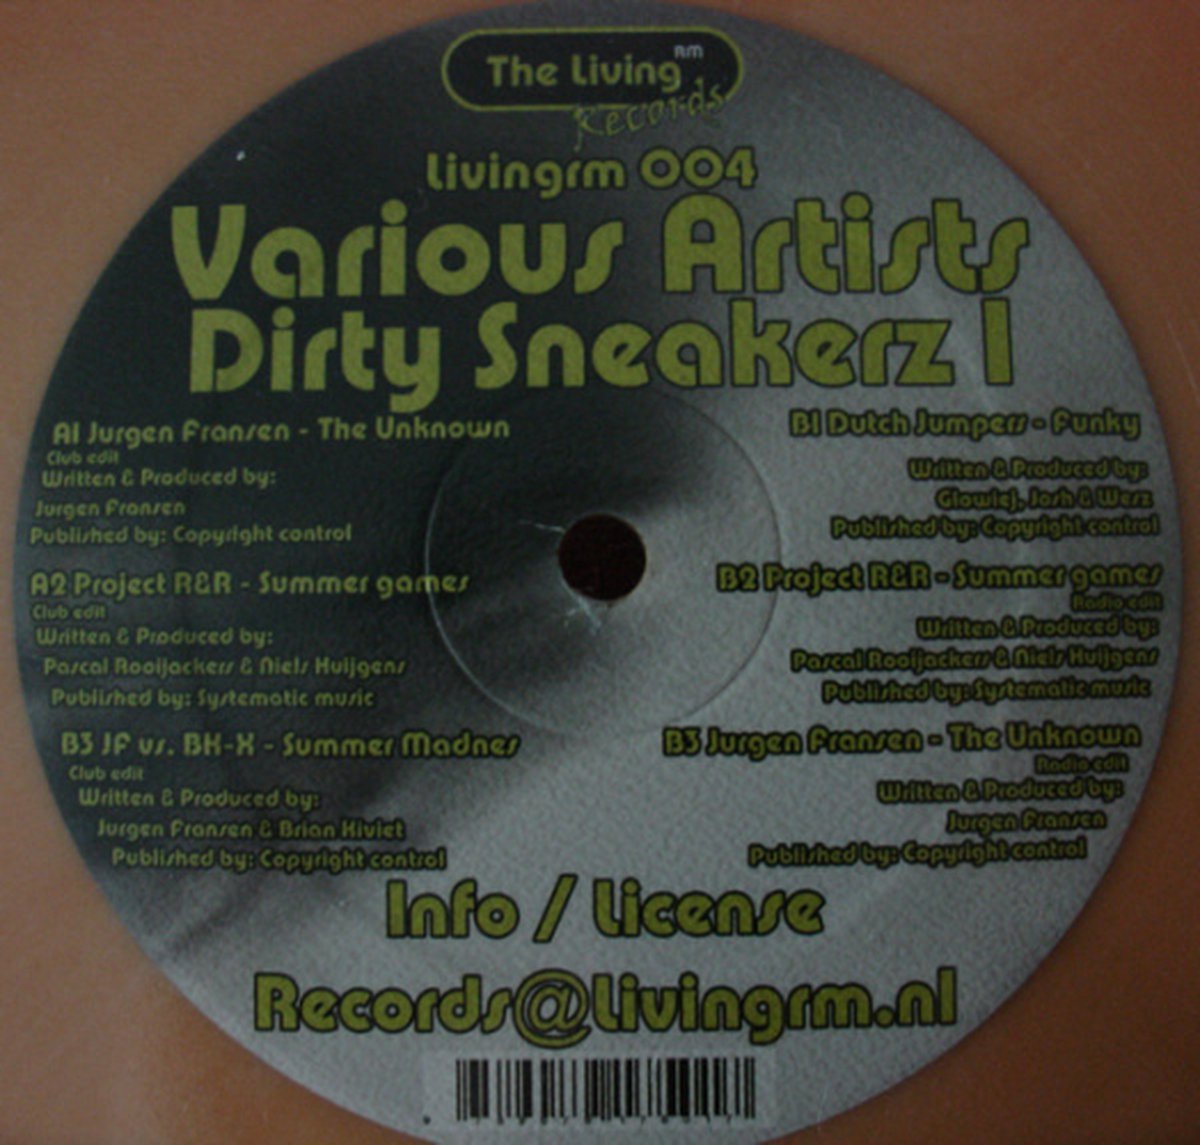 The Living RM
Records
Livingrm 004
Various Artists
Dirty Sneakerz 1
A1 Jurgen Fransen - The Unknown
Club edit
Written & Produced by:
Jurgen Fransen
Published by: Copyright control
A2 Project R&R - Summer games
Club edit
Written & Produced by:
Pascal Rooijackers & Niels Huijgens
Published by: Systematic music
B3 JF vs. BK-X - Summer Madnes
Club edit
Written & Produced by:
Jurgen Fransen & Brian Kiviet
Published by: Copyright control
B1 Dutch Jumpers - Funky
Written & Produced by:
Glowiej, Josh & Wesz
Published by: Copyright control
B2 Project R&R - Summer games
Radio edit
Written & Produced by:
Pascal Rooijackers & Niels Huijgens
Published by: Systematic music
B3 Jurgen Fransen - The Unknown
Radio edit
Written & Produced by:
Jurgen Fransen
Published by: Copyright control
Info / License
Records@Livingrm.nl